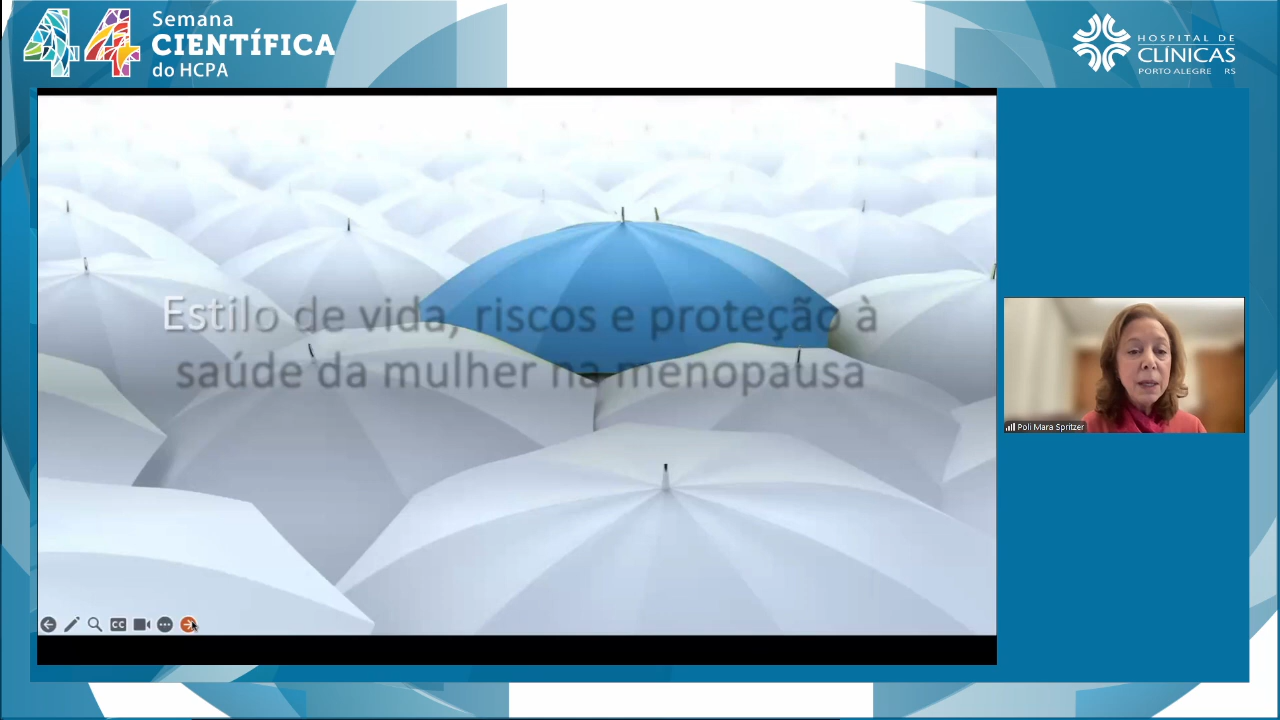 44
Semana
CIENTÍFICA
do HCPA
HOSPITAL DE
CLÍNICAS
PORTO ALEGRE RS
Estilo de vida, riscos e proteção à
saúde da mulher na menopausa
Poli Mara Spritzer
CC